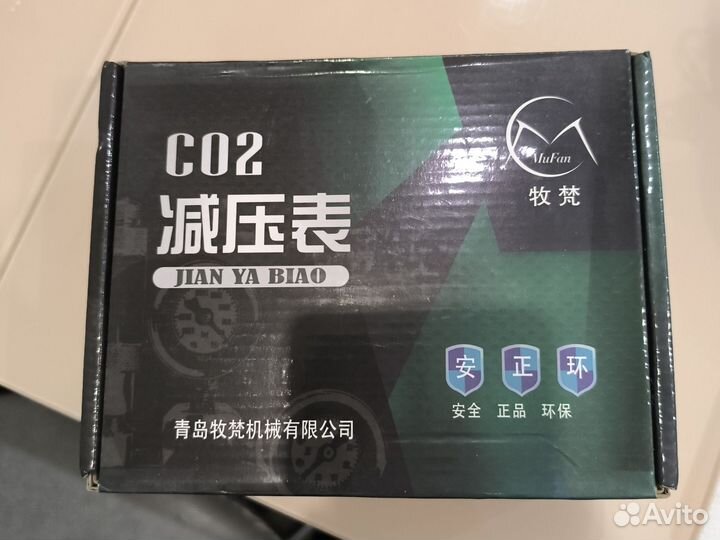 CO2
减压表
JIAN YA BIAO
MuFan
牧梵
安 正 环
安全 正品 环保
青岛牧梵机械有限公司
Avito